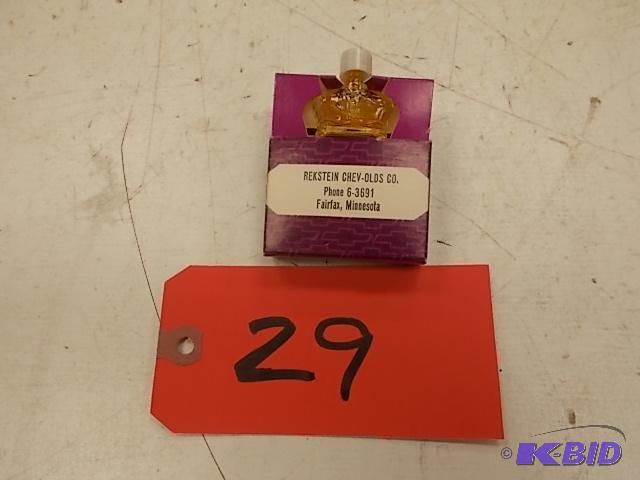 REKSTEIN CHEV-OLDS CO.
Phone 6-3691
Fairfax, Minnesota
29
© K-BID